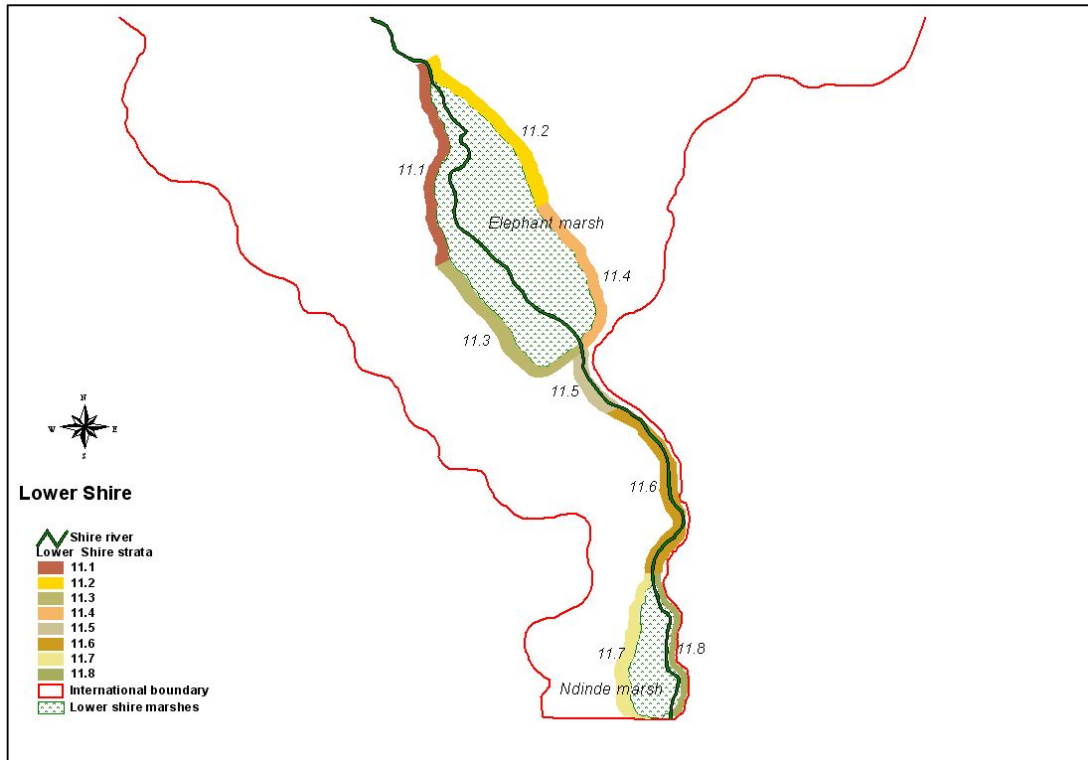 11.2
11.1
Elephant marsh
11.4
11.3
11.5
N
W E
S
11.6
Lower Shire
Shire river
Lower Shire strata
11.1
11.2
11.3
11.4
11.5
11.6
11.7
11.8
International boundary
Lower shire marshes
11.8
11.7
Ndinde marsh